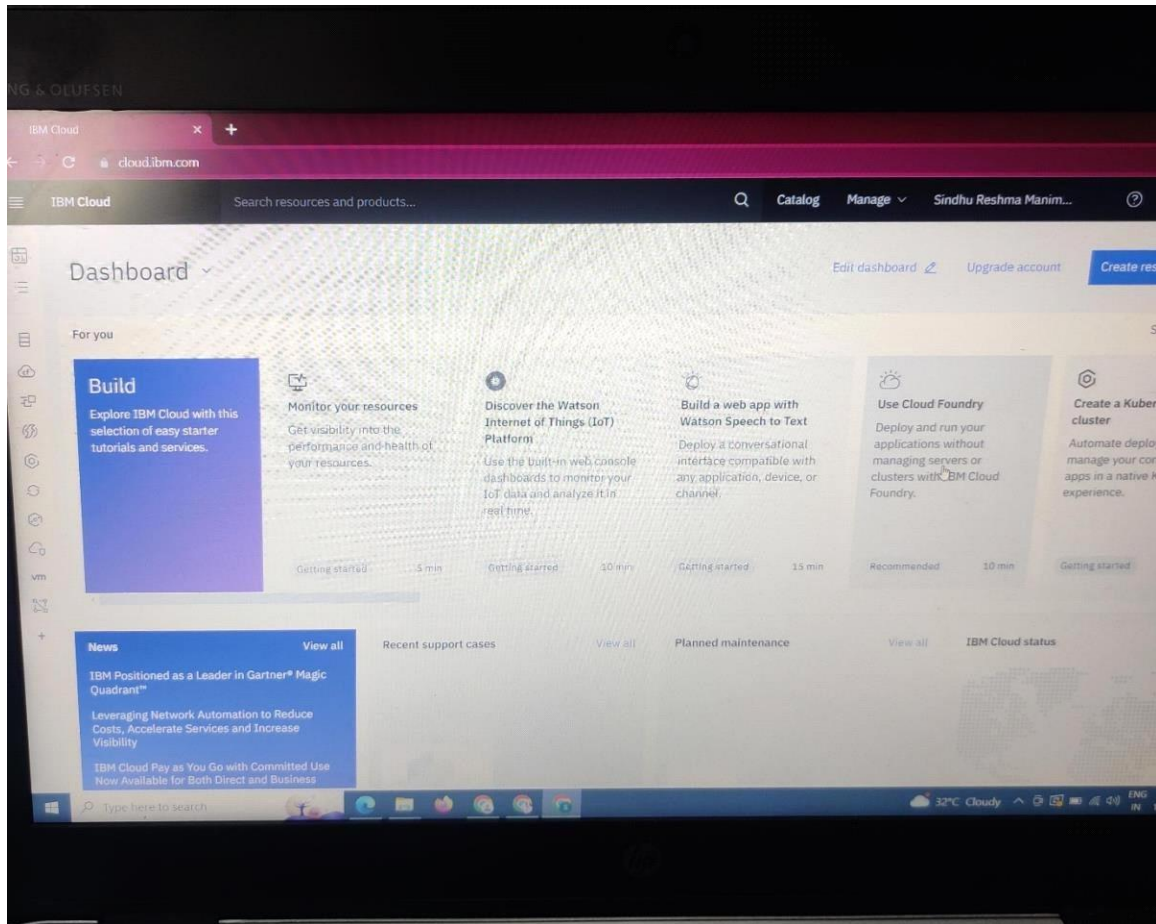 NG & OLUFSEN
IBM Cloud × +
cloud.ibm.com
IBM Cloud Search resources and products... Catalog Manage Sindhu Reshma Manim...
Dashboard Edit dashboard Upgrade account Create res
For you S
Build
Explore IBM Cloud with this
selection of easy starter
tutorials and services.
Monitor your resources
Get visibility into the
performance and health of
your resources.
Getting started 5 min
Discover the Watson
Internet of Things (IoT)
Platform
Use the built-in web console
dashboards to monitor your
IoT data and analyze it in
real time.
Getting started 10 min
Build a web app with
Watson Speech to Text
Deploy a conversational
interface compatible with
any application, device, or
channel.
Getting started 15 min
Use Cloud Foundry
Deploy and run your
applications without
managing servers or
clusters with IBM Cloud
Foundry.
Recommended 10 min
Create a Kuber
cluster
Automate deplo
manage your con
apps in a native K
experience.
Getting started
vm
News View all
IBM Positioned as a Leader in Gartner® Magic
Quadrant™
Leveraging Network Automation to Reduce
Costs, Accelerate Services and Increase
Visibility
IBM Cloud Pay as You Go with Committed Use
Now Available for Both Direct and Business
Recent support cases View all
Planned maintenance View all
IBM Cloud status
Type here to search
32°C Cloudy ENG
IN
hp